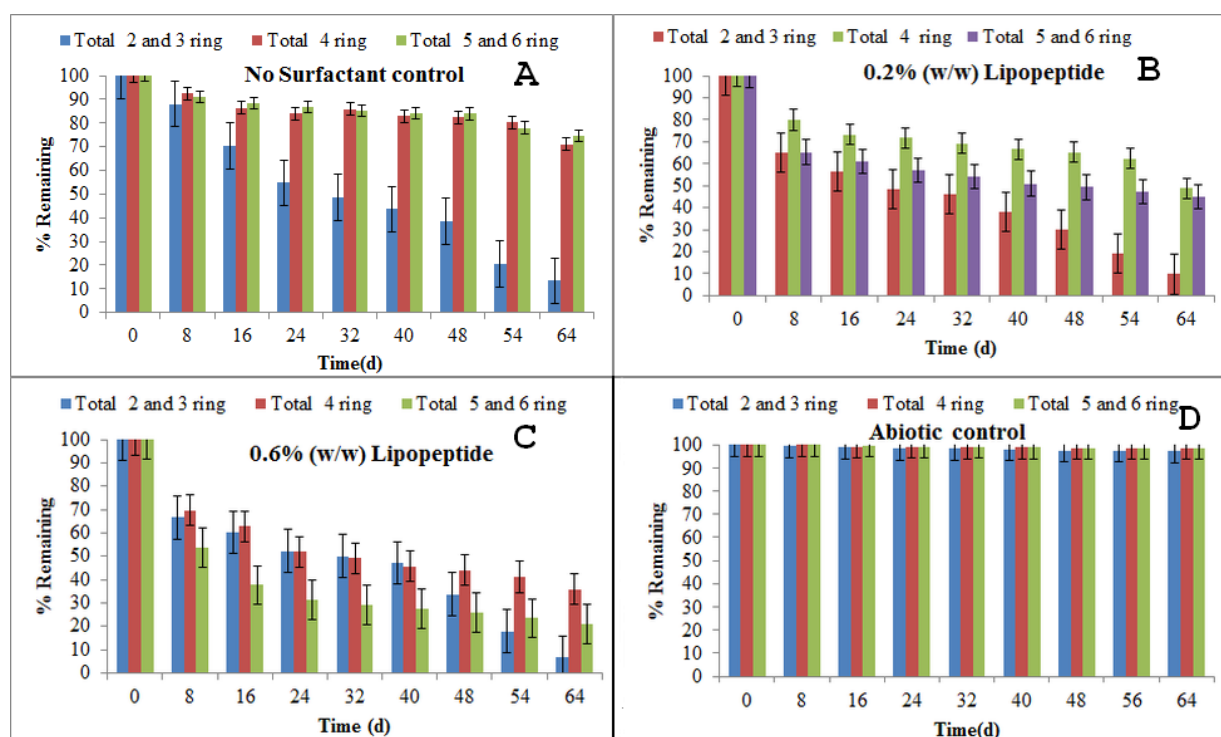 Total 2 and 3 ring Total 4 ring Total 5 and 6 ring
No Surfactant control A
% Remaining
100
90
80
70
60
50
40
30
20
10
0
0 8 16 24 32 40 48 54 64
Time(d)
Total 2 and 3 ring Total 4 ring Total 5 and 6 ring
0.2% (w/w) Lipopeptide B
% Remaining
100
90
80
70
60
50
40
30
20
10
0
0 8 16 24 32 40 48 54 64
Time (d)
Total 2 and 3 ring Total 4 ring Total 5 and 6 ring
0.6% (w/w) Lipopeptide C
% Remaining
100
90
80
70
60
50
40
30
20
10
0
0 8 16 24 32 40 48 54 64
Time (d)
Total 2 and 3 ring Total 4 ring Total 5 and 6 ring
Abiotic control D
% Remaining
100
90
80
70
60
50
40
30
20
10
0
0 8 16 24 32 40 48 56 64
Time(d)